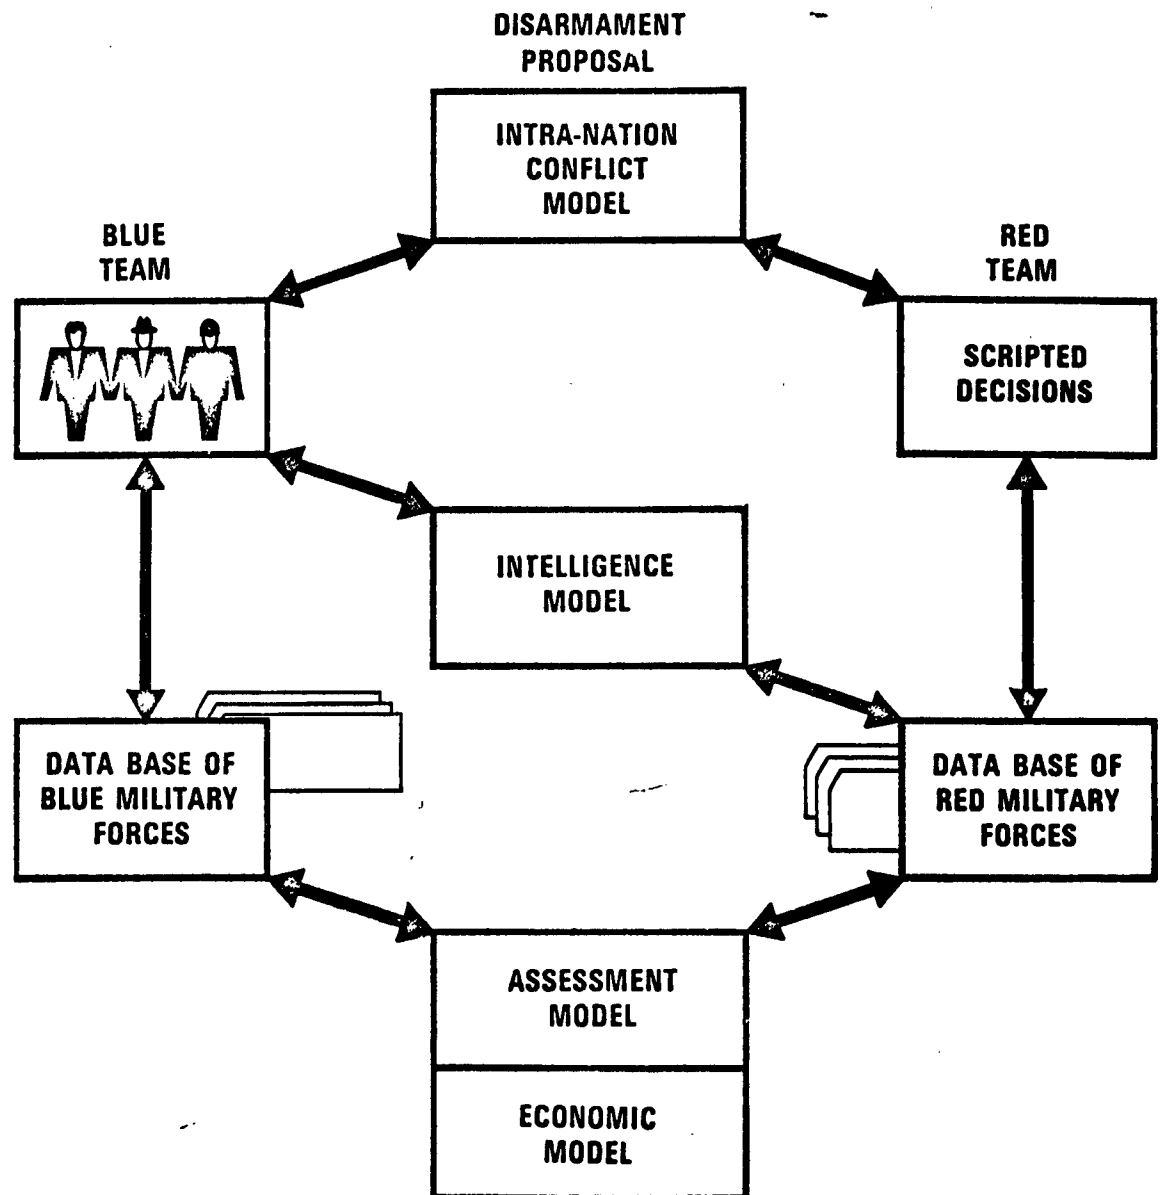 DISARMAMENT
PROPOSAL
INTRA-NATION
CONFLICT
MODEL
BLUE
TEAM
RED
TEAM
SCRIPTED
DECISIONS
INTELLIGENCE
MODEL
DATA BASE OF
BLUE MILITARY
FORCES
DATA BASE OF
RED MILITARY
FORCES
ASSESSMENT
MODEL
ECONOMIC
MODEL